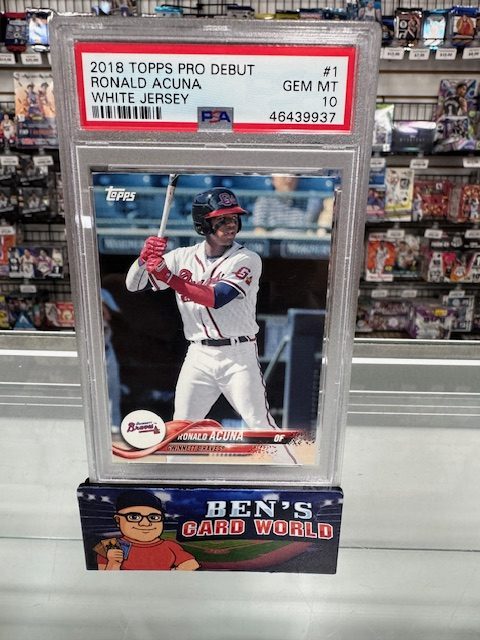 2018 TOPPS PRO DEBUT #1
RONALD ACUNA GEM MT
WHITE JERSEY 10
PSA 46439937
Topps
Braves
RONALD ACUNA OF
GWINNETT BRAVES
BEN'S
CARD WORLD